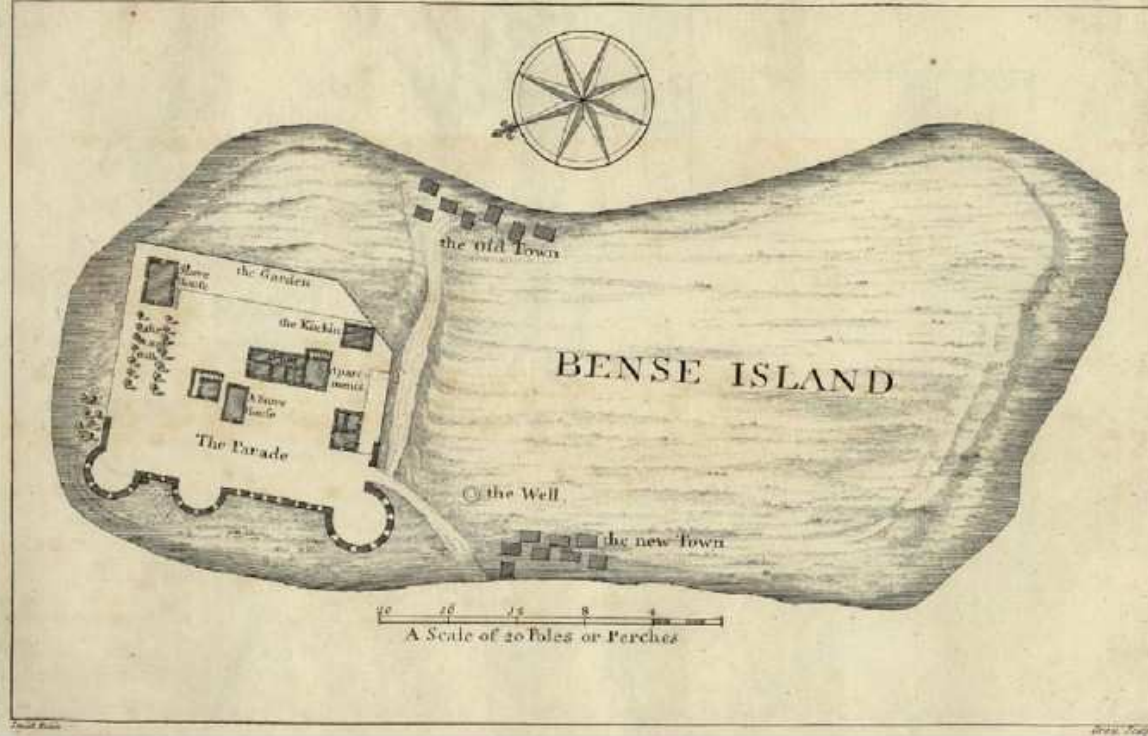 the Old Town
the Garden
Slave
house
the Kitchin
Apart-
ments
A Store
house
The Parade
BENSE ISLAND
the Well
the new Town
20 16 12 8 4
A Scale of 20 Poles or Perches